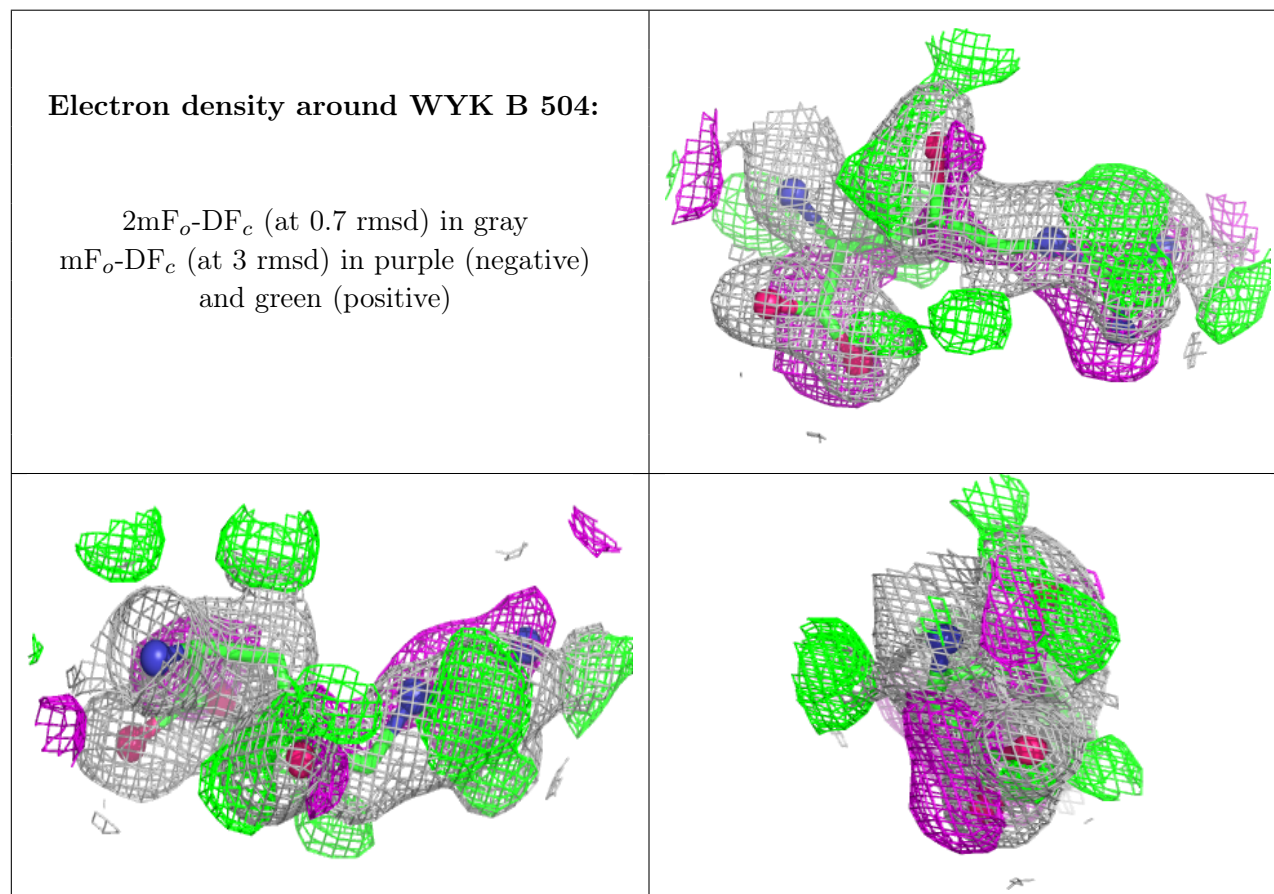 Electron density around WYK B 504:
2mFₒ-DF𝒸 (at 0.7 rmsd) in gray
mFₒ-DF𝒸 (at 3 rmsd) in purple (negative)
and green (positive)